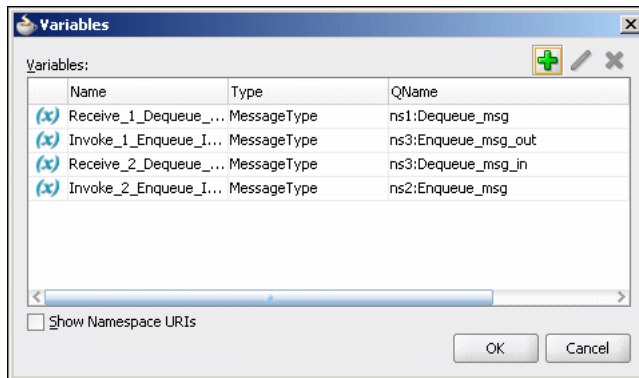 Variables
Variables:
Name Type QName
(x) Receive_1_Dequeue_... MessageType ns1:Dequeue_msg
(x) Invoke_1_Enqueue_I... MessageType ns3:Enqueue_msg_out
(x) Receive_2_Dequeue_... MessageType ns3:Dequeue_msg_in
(x) Invoke_2_Enqueue_I... MessageType ns2:Enqueue_msg
Show Namespace URIs
OK Cancel